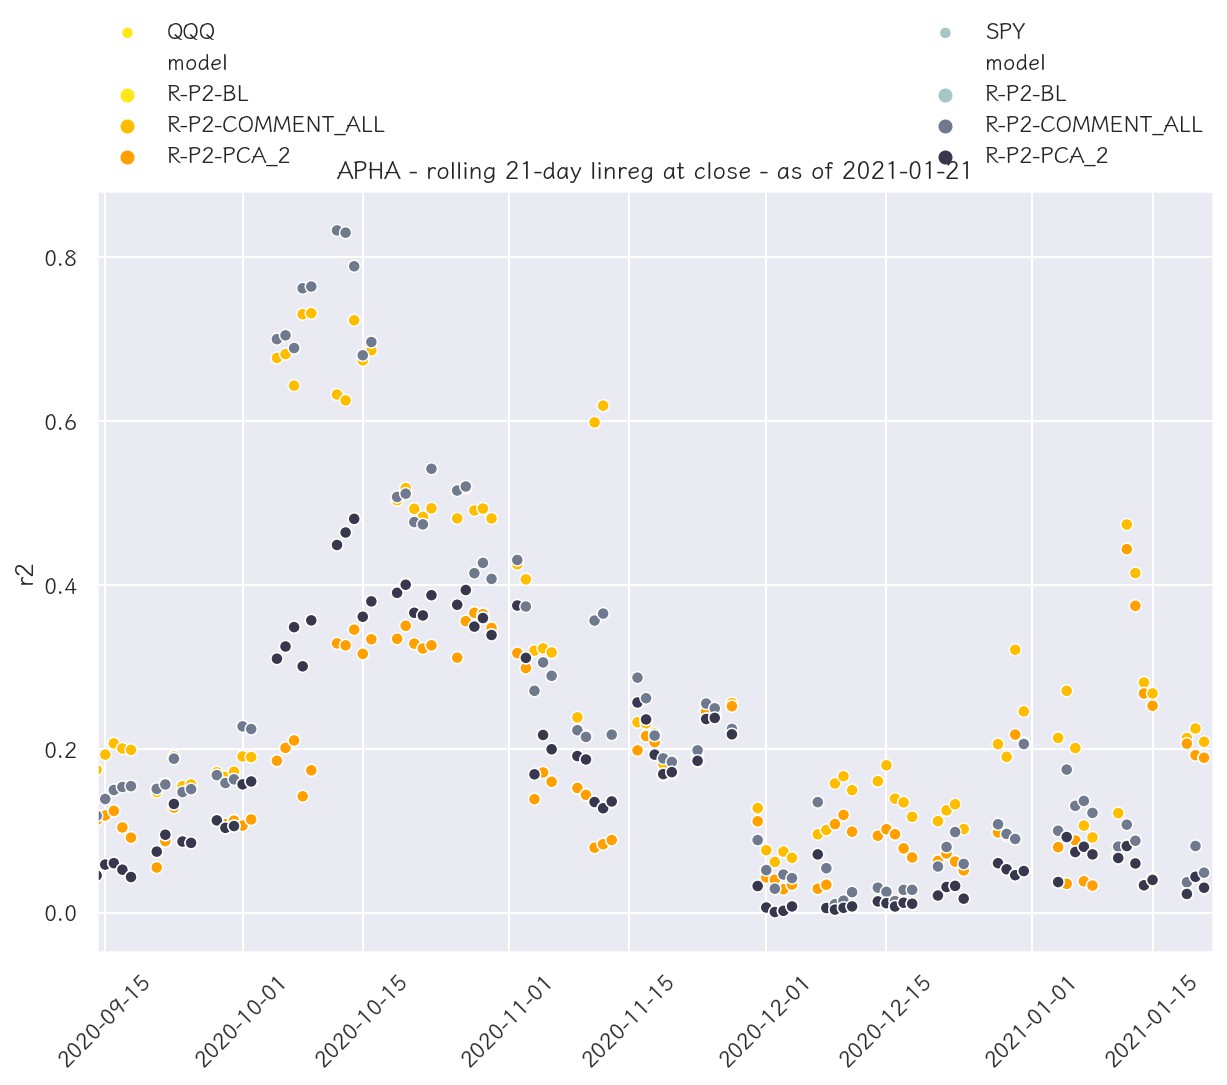 QQQ
model
R-P2-BL
R-P2-COMMENT_ALL
R-P2-PCA_2
SPY
model
R-P2-BL
R-P2-COMMENT_ALL
R-P2-PCA_2
APHA - rolling 21-day linreg at close - as of 2021-01-21
r2
0.8
0.6
0.4
0.2
0.0
2020-09-15
2020-10-01
2020-10-15
2020-11-01
2020-11-15
2020-12-01
2020-12-15
2021-01-01
2021-01-15